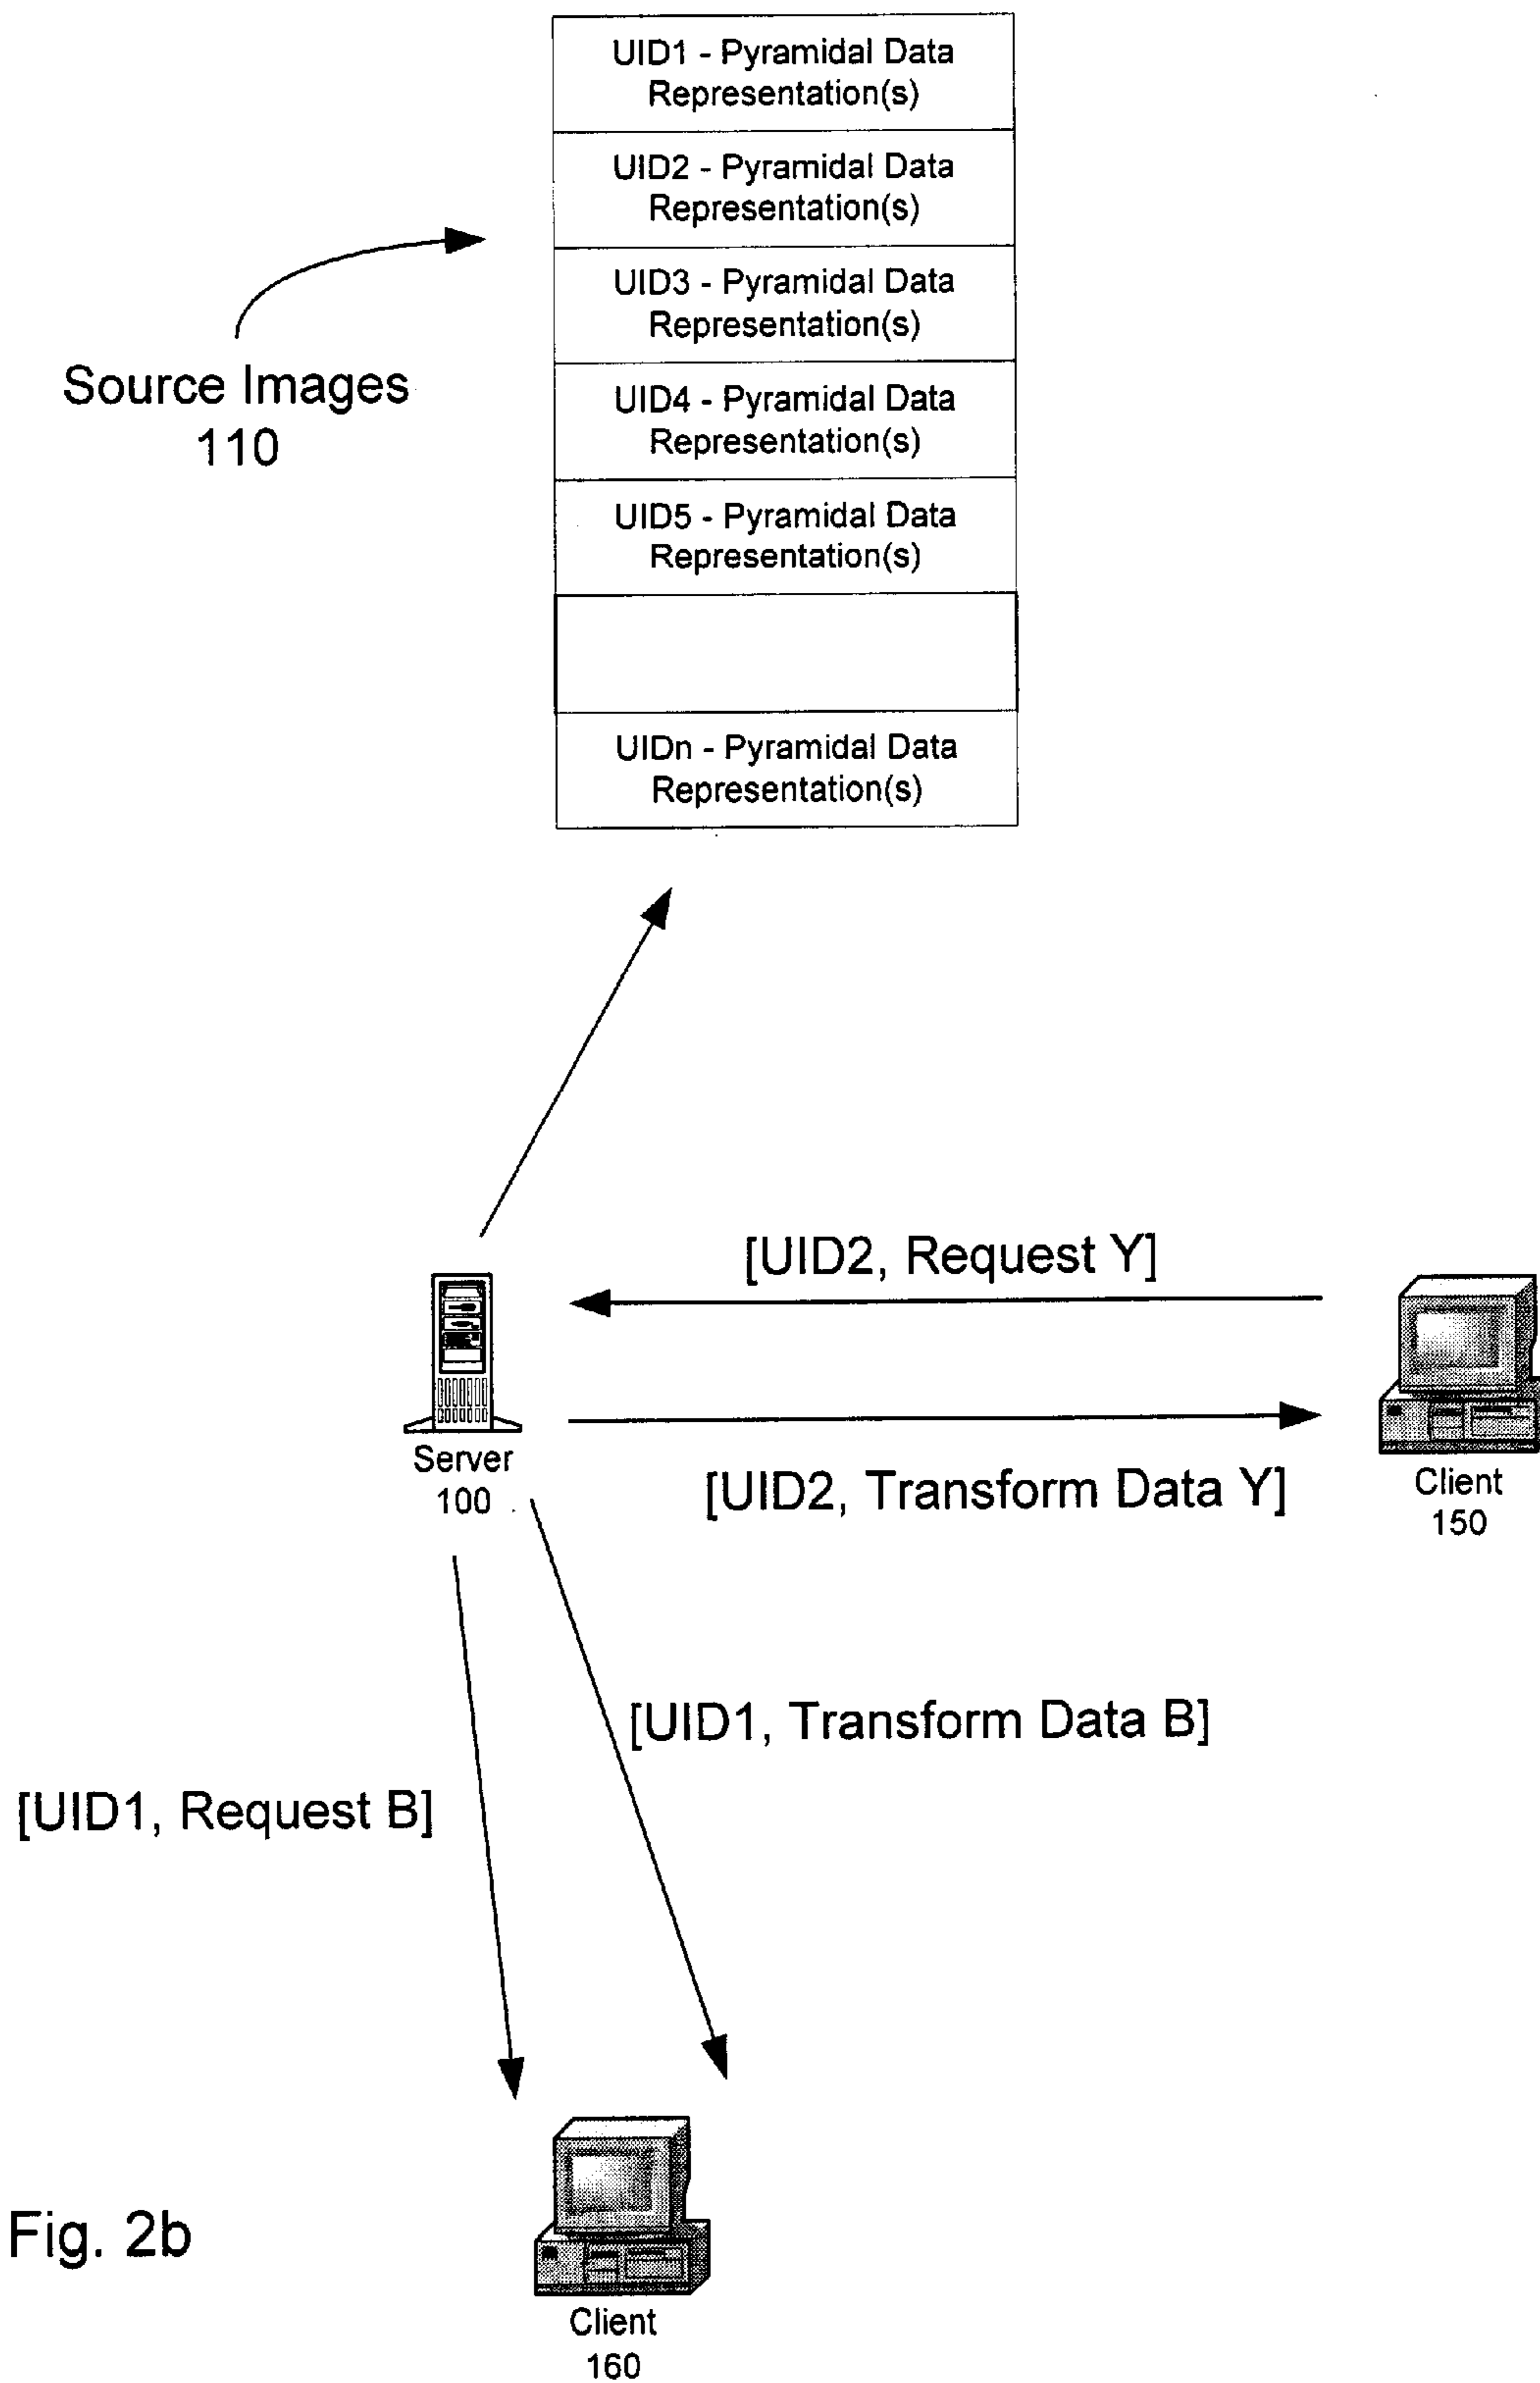 UID1 - Pyramidal Data
Representation(s)
UID2 - Pyramidal Data
Representation(s)
UID3 - Pyramidal Data
Representation(s)
Source Images
110
UID4 - Pyramidal Data
Representation(s)
UID5 - Pyramidal Data
Representation(s)
UIDn - Pyramidal Data
Representation(s)
[UID2, Request Y]
Server
100
[UID2, Transform Data Y]
Client
150
[UID1, Transform Data B]
[UID1, Request B]
Fig. 2b
Client
160